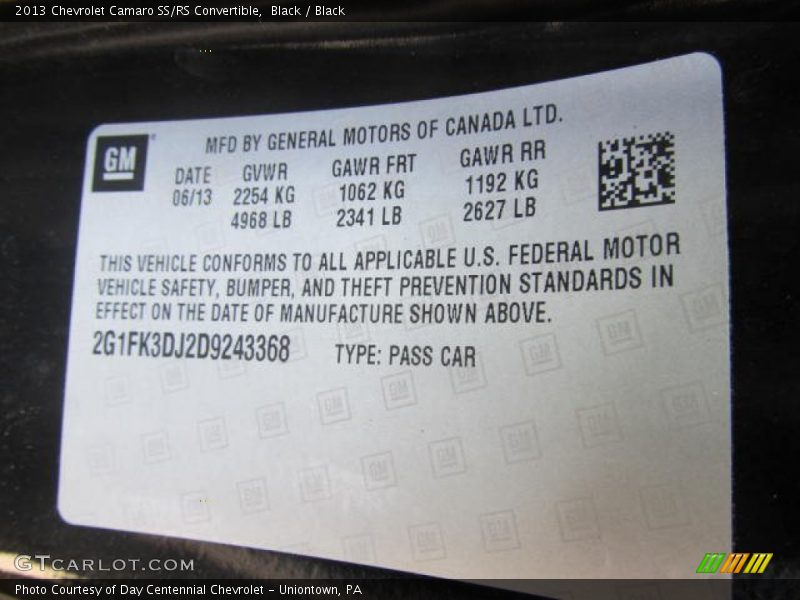 2013 Chevrolet Camaro SS/RS Convertible, Black / Black
GM
MFD BY GENERAL MOTORS OF CANADA LTD.
DATE GVWR GAWR FRT GAWR RR
06/13 2254 KG 1062 KG 1192 KG
4968 LB 2341 LB 2627 LB
THIS VEHICLE CONFORMS TO ALL APPLICABLE U.S. FEDERAL MOTOR
VEHICLE SAFETY, BUMPER, AND THEFT PREVENTION STANDARDS IN
EFFECT ON THE DATE OF MANUFACTURE SHOWN ABOVE.
2G1FK3DJ2D9243368 TYPE: PASS CAR
GTCARLOT.COM
Photo Courtesy of Day Centennial Chevrolet - Uniontown, PA